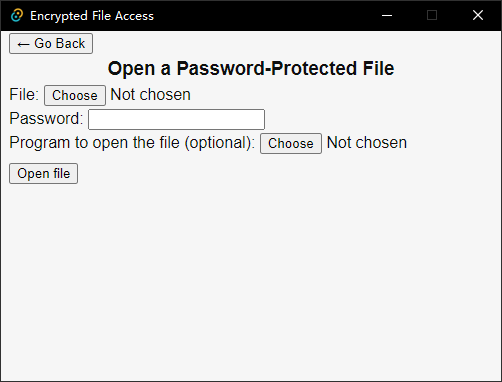 Encrypted File Access
← Go Back
Open a Password-Protected File
File: Choose Not chosen
Password:
Program to open the file (optional): Choose Not chosen
Open file